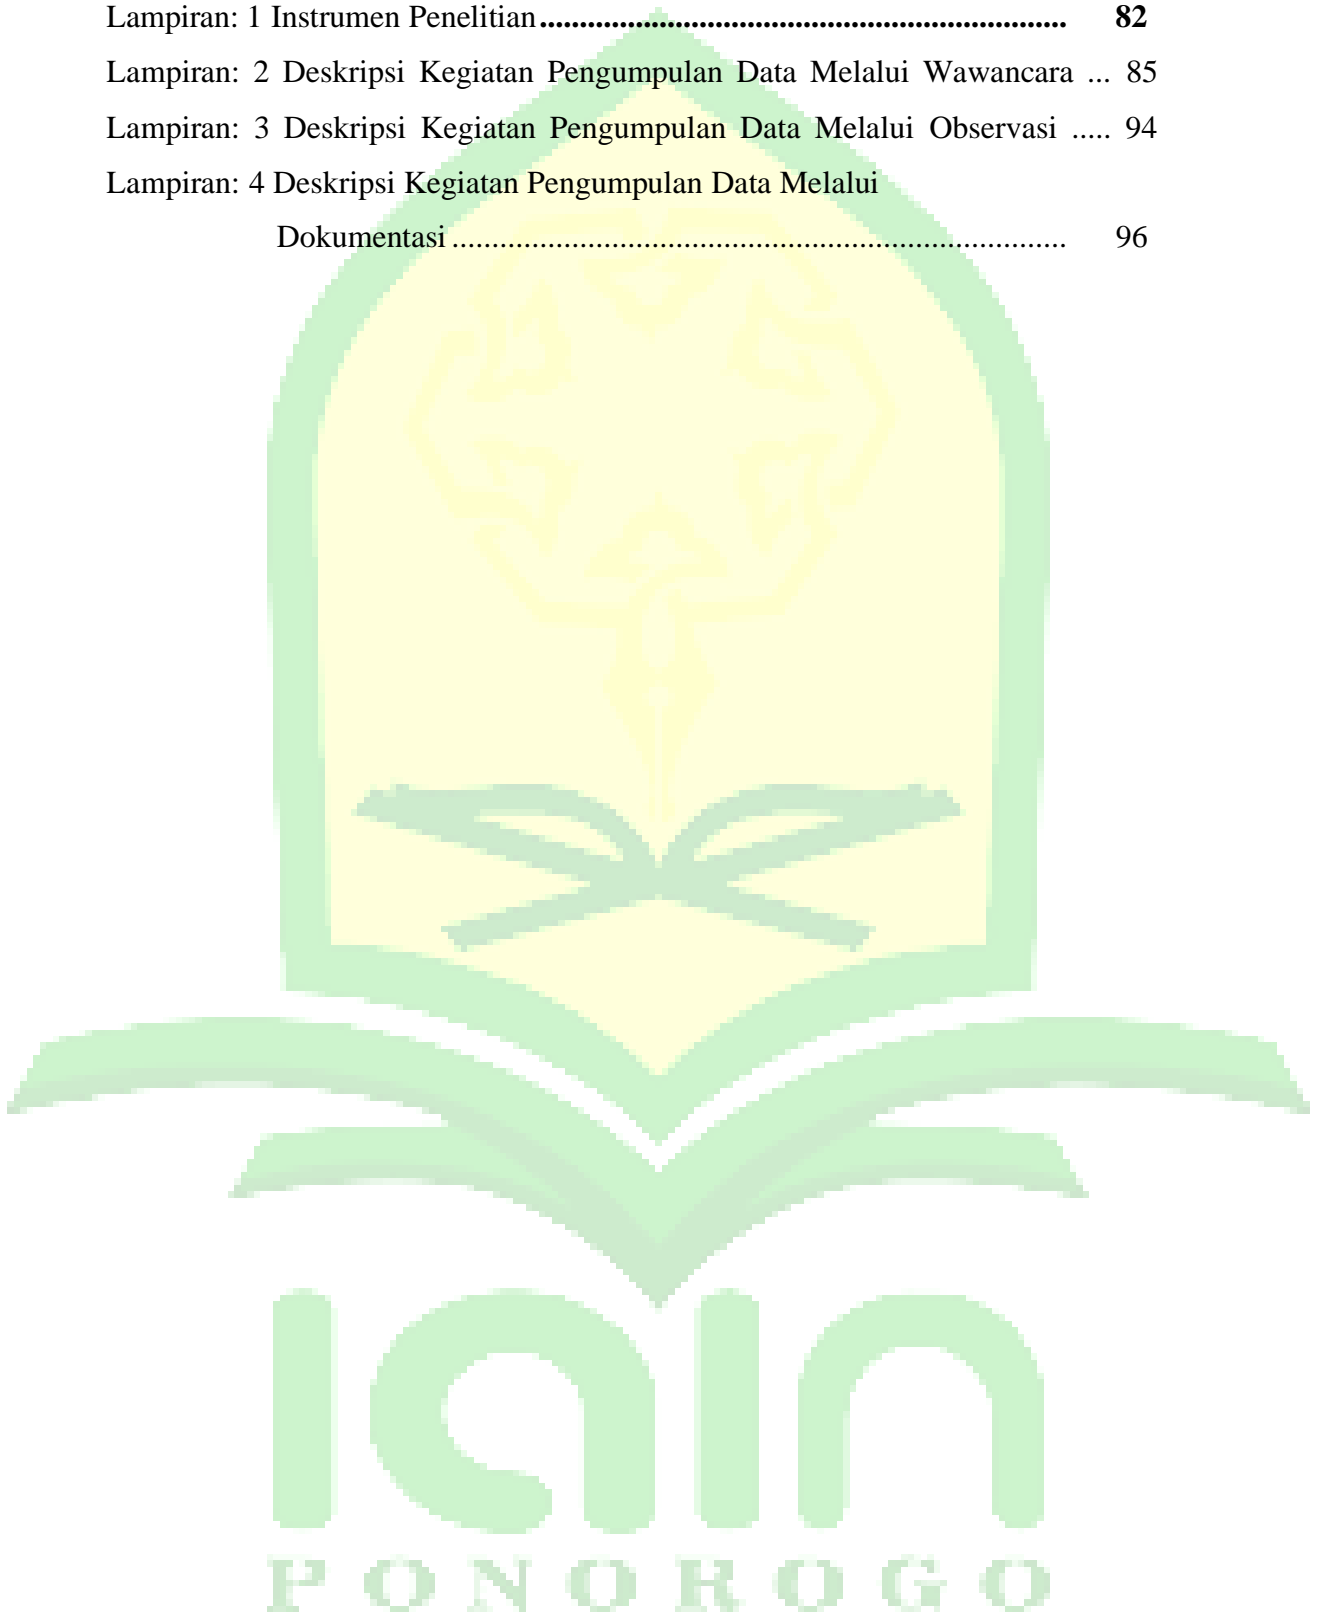 Lampiran: 1 Instrumen Penelitian.................................................................. 82
Lampiran: 2 Deskripsi Kegiatan Pengumpulan Data Melalui Wawancara ... 85
Lampiran: 3 Deskripsi Kegiatan Pengumpulan Data Melalui Observasi ..... 94
Lampiran: 4 Deskripsi Kegiatan Pengumpulan Data Melalui
Dokumentasi ................................................................................. 96
IAIN
PONOROGO